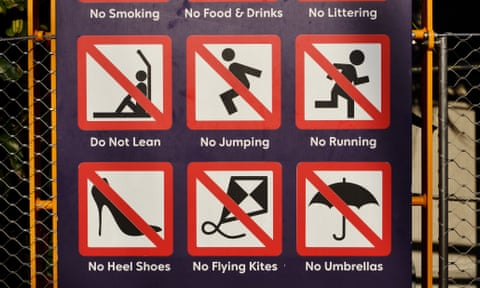 No Smoking
No Food & Drinks
No Littering
Do Not Lean
No Jumping
No Running
No Heel Shoes
No Flying Kites
No Umbrellas